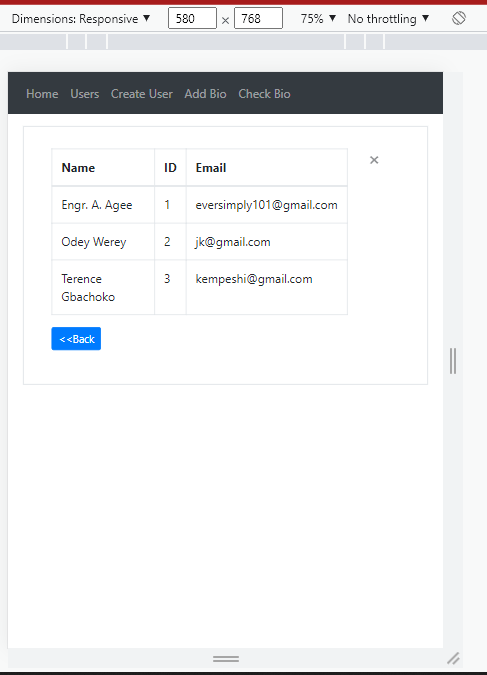 Dimensions: Responsive ▼ 580 × 768 75% ▼ No throttling ▼
Home Users Create User Add Bio Check Bio
×
Name ID Email
Engr. A. Agee 1 eversimply101@gmail.com
Odey Werey 2 jk@gmail.com
Terence 3 kempeshi@gmail.com
Gbachoko
<<Back